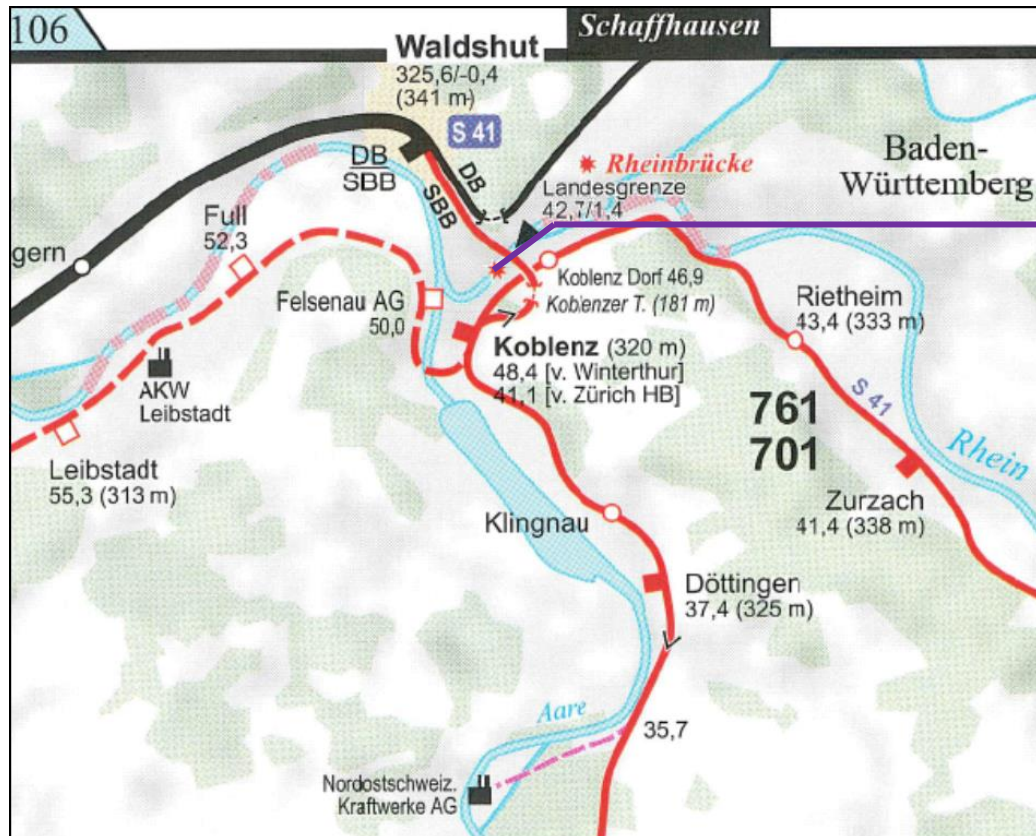 106
Schaffhausen
Waldshut
325,6/-0,4
(341 m)
S 41
DB
SBB
DB
SBB
Rheinbrücke
Landesgrenze
42,7/1,4
Baden-
Württemberg
Full
52,3
gern
Felsenau AG
50,0
Koblenz Dorf 46,9
Koblenzer T. (181 m)
Rietheim
43,4 (333 m)
Koblenz (320 m)
48,4 [v. Winterthur]
41,1 [v. Zürich HB]
AKW
Leibstadt
761
701
S 41
Rhein
Leibstadt
55,3 (313 m)
Zurzach
41,4 (338 m)
Klingnau
Döttingen
37,4 (325 m)
Aare
35,7
Nordostschweiz.
Kraftwerke AG